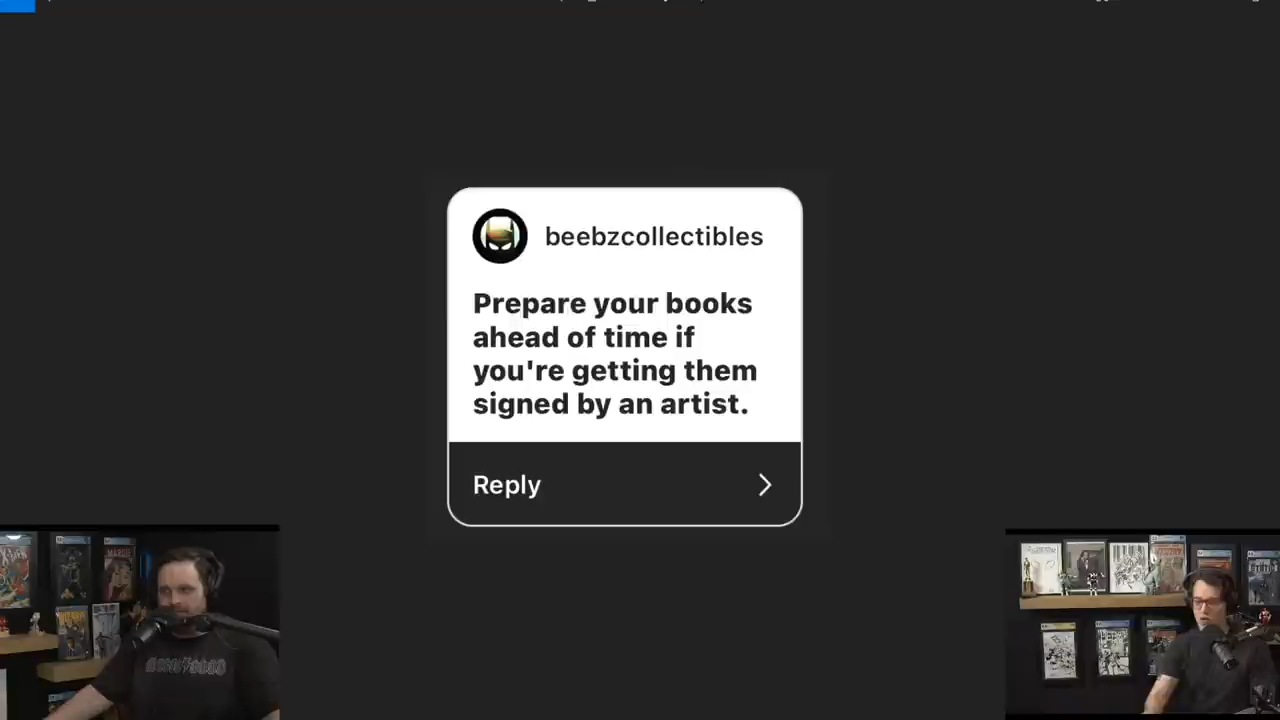 beebzcollectibles
Prepare your books
ahead of time if
you're getting them
signed by an artist.
Reply